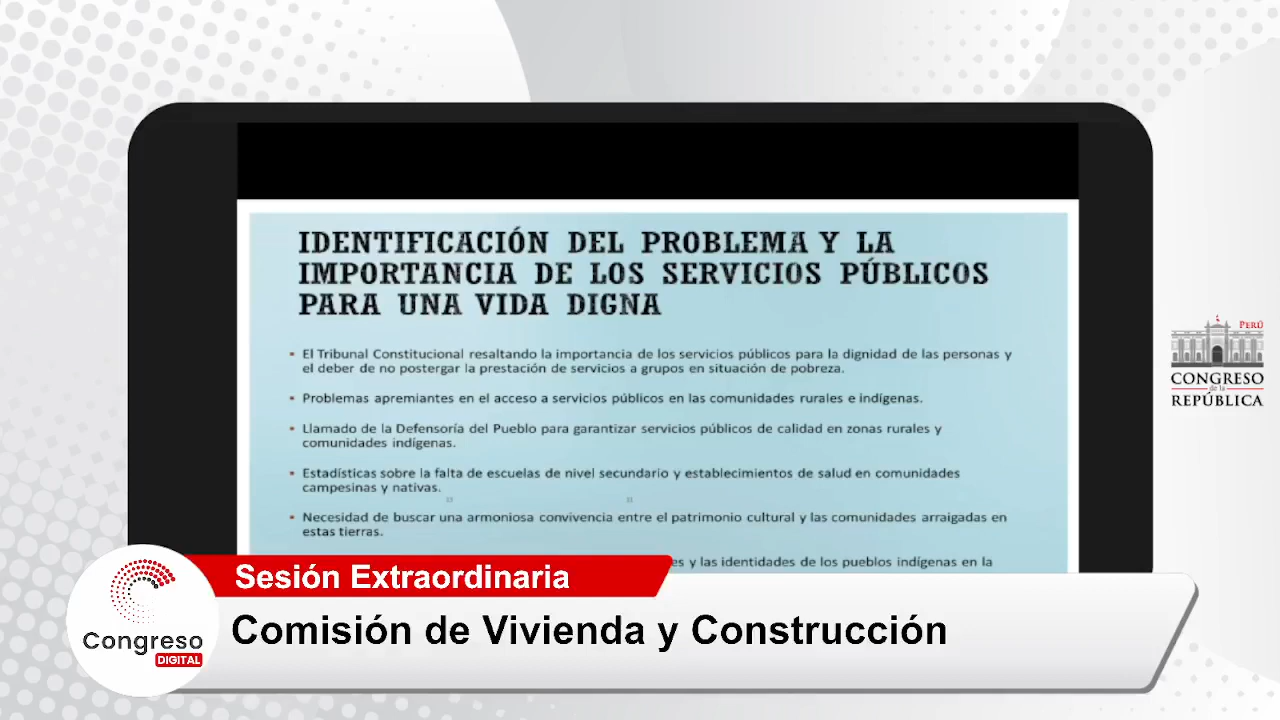 IDENTIFICACIÓN DEL PROBLEMA Y LA
IMPORTANCIA DE LOS SERVICIOS PÚBLICOS
PARA UNA VIDA DIGNA
• El Tribunal Constitucional resaltando la importancia de los servicios públicos para la dignidad de las personas y
el deber de no postergar la prestación de servicios a grupos en situación de pobreza.
• Problemas apremiantes en el acceso a servicios públicos en las comunidades rurales e indígenas.
• Llamado de la Defensoría del Pueblo para garantizar servicios públicos de calidad en zonas rurales y
comunidades indígenas.
• Estadísticas sobre la falta de escuelas de nivel secundario y establecimientos de salud en comunidades
campesinas y nativas.
• Necesidad de buscar una armoniosa convivencia entre el patrimonio cultural y las comunidades arraigadas en
estas tierras.
y las identidades de los pueblos indígenas en la
PERÚ
CONGRESO
de la
REPÚBLICA
Sesión Extraordinaria
Comisión de Vivienda y Construcción
Congreso
DIGITAL